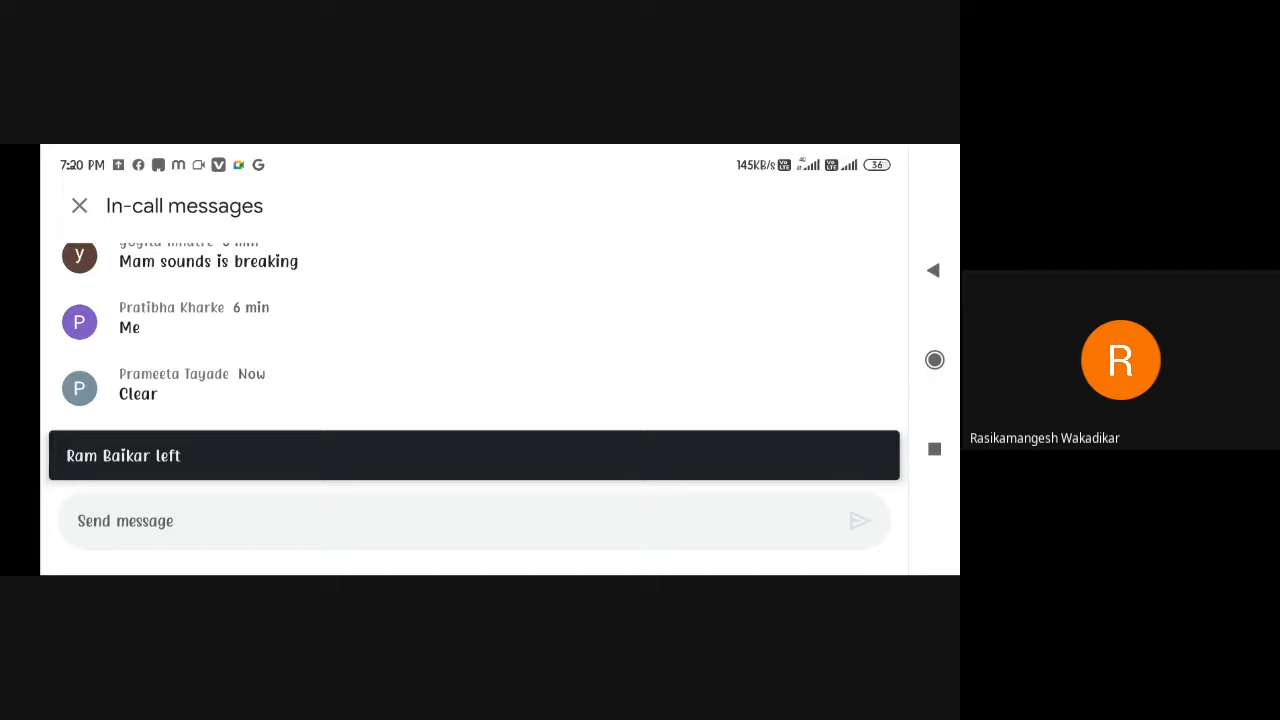 7:20 PM
145KB/s
4G
36
In-call messages
y
Mam sounds is breaking
P
Pratibha Kharke 6 min
Me
P
Prameeta Tayade Now
Clear
Ram Baikar left
Send message
R
Rasikamangesh Wakadikar